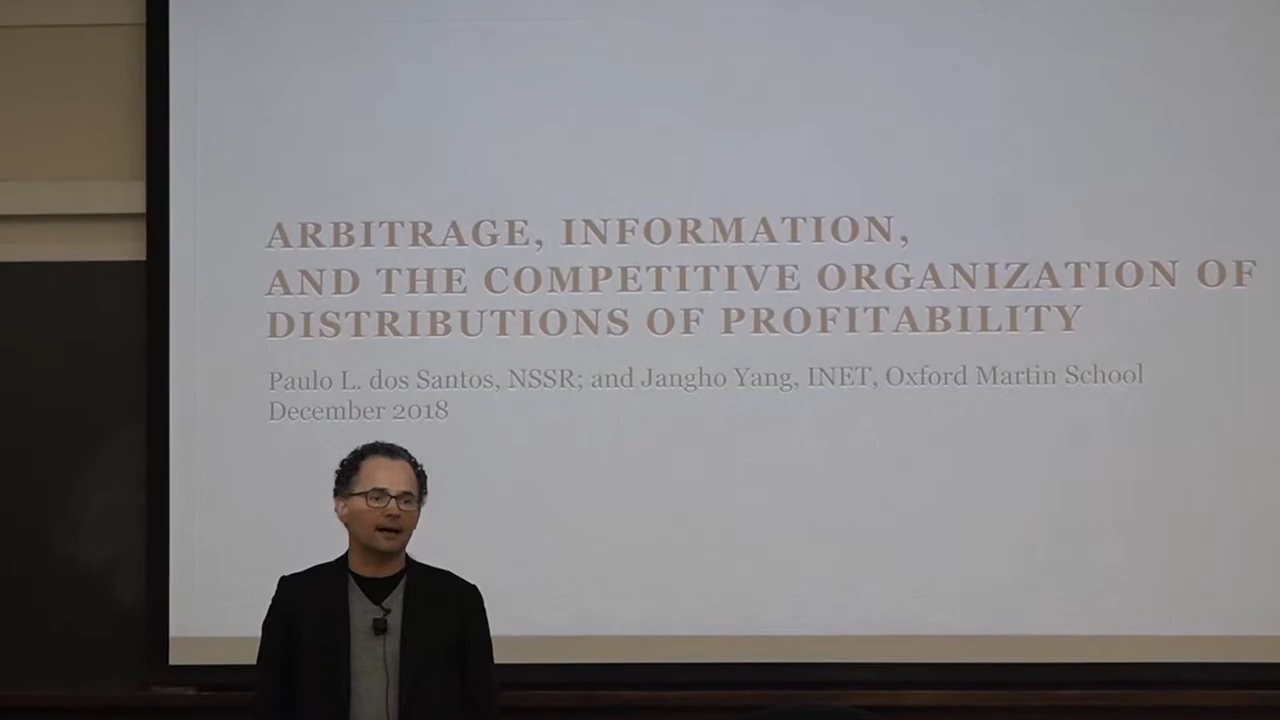 ARBITRAGE, INFORMATION,
AND THE COMPETITIVE ORGANIZATION OF
DISTRIBUTIONS OF PROFITABILITY
Paulo L. dos Santos, NSSR; and Jangho Yang, INET, Oxford Martin School
December 2018